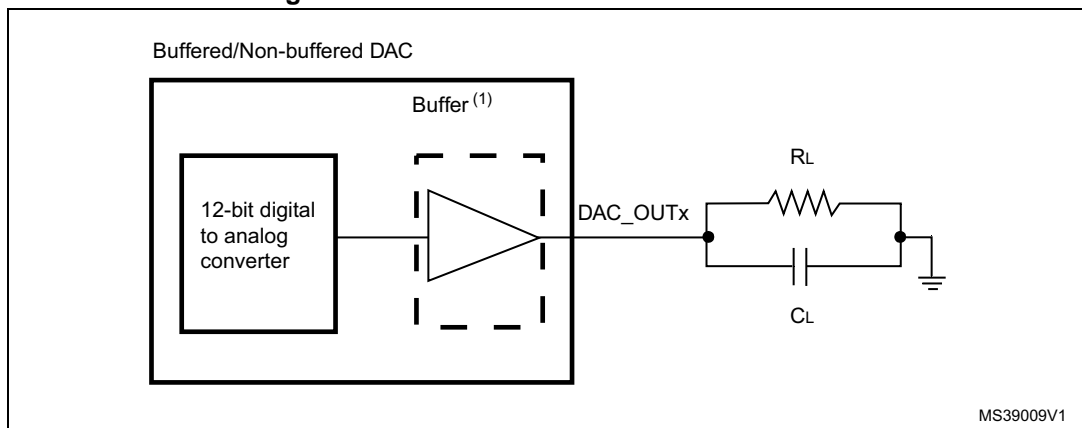 Buffered/Non-buffered DAC
Buffer (1)
12-bit digital
to analog
converter
DAC_OUTx
RL
CL
MS39009V1